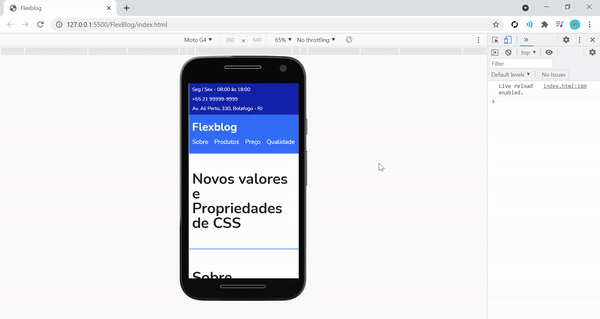 Flexblog
127.0.0.1:5500/FlexBlog/index.html
Moto G4 360 × 640 65% No throttling
top
Filter
Default levels No Issues
Live reload enabled. index.html:180
Seg / Sex - 08:00 às 18:00
+55 21 99999-9999
Av. Ali Perto, 330, Botafogo - RJ
Flexblog
Sobre Produtos Preço Qualidade
Novos valores
e
Propriedades
de CSS
Sobre